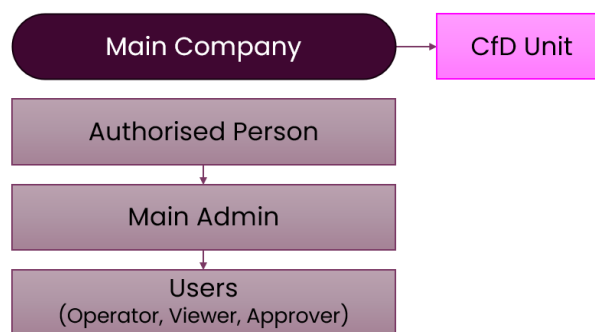 Main Company
CfD Unit
Authorised Person
Main Admin
Users
(Operator, Viewer, Approver)